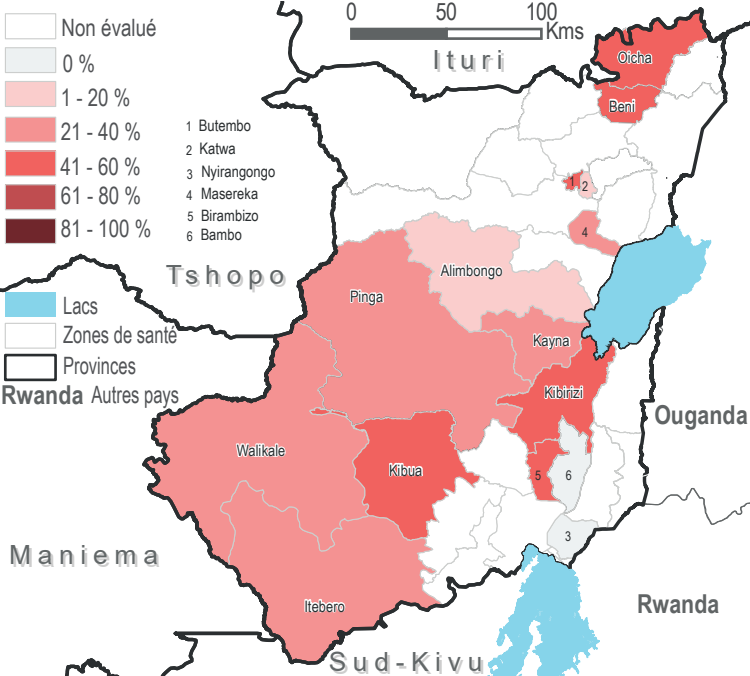 0 50 100
Kms
Non évalué
0 %
1 - 20 %
21 - 40 %
41 - 60 %
61 - 80 %
81 - 100 %
1 Butembo
2 Katwa
3 Nyirangongo
4 Masereka
5 Birambizo
6 Bambo
Lacs
Zones de santé
Provinces
Rwanda Autres pays
Ituri
Oicha
Beni
1
2
4
Tshopo
Alimbongo
Pinga
Kayna
Kibirizi
Ouganda
Walikale
Kibua
5
6
3
Maniema
Itebero
Rwanda
Sud-Kivu